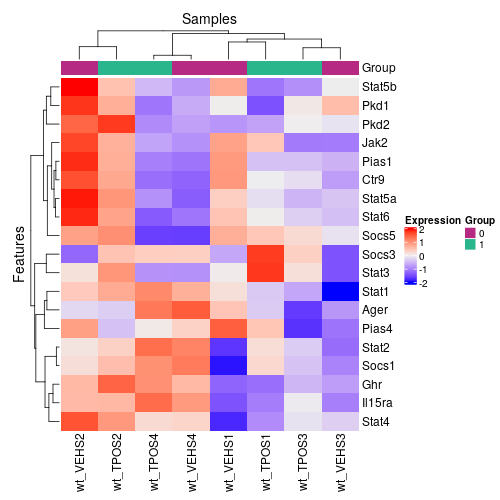 Samples
Group
Stat5b
Pkd1
Pkd2
Jak2
Pias1
Ctr9
Stat5a
Stat6
Socs5
Socs3
Stat3
Stat1
Ager
Pias4
Stat2
Socs1
Ghr
Il15ra
Stat4
Features
Expression
2
1
0
-1
-2
Group
0
1
wt_VEHS2
wt_TPOS2
wt_TPOS4
wt_VEHS4
wt_VEHS1
wt_TPOS1
wt_TPOS3
wt_VEHS3